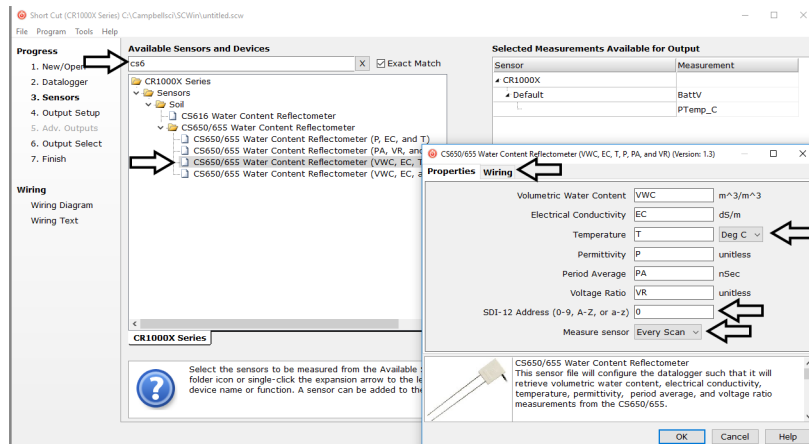 Short Cut (CR1000X Series) C:\Campbellsci\SCWin\untitled.scw
File Program Tools Help
Progress
1. New/Open
2. Datalogger
3. Sensors
4. Output Setup
5. Adv. Outputs
6. Output Select
7. Finish
Wiring
Wiring Diagram
Wiring Text
Available Sensors and Devices
cs6
X
Exact Match
CR1000X Series
Sensors
Soil
CS616 Water Content Reflectometer
CS650/655 Water Content Reflectometer
CS650/655 Water Content Reflectometer (P, EC, and T)
CS650/655 Water Content Reflectometer (PA, VR, and
CS650/655 Water Content Reflectometer (VWC, EC, T
CS650/655 Water Content Reflectometer (VWC, EC, a
CR1000X Series
Select the sensors to be measured from the Available
folder icon or single-click the expansion arrow to the le
device name or function. A sensor can be added to the
Selected Measurements Available for Output
Sensor Measurement
CR1000X
Default BattV
PTemp_C
CS650/655 Water Content Reflectometer (VWC, EC, T, P, PA, and VR) (Version: 1.3)
Properties Wiring
Volumetric Water Content VWC m^3/m^3
Electrical Conductivity EC dS/m
Temperature T Deg C
Permittivity P unitless
Period Average PA nSec
Voltage Ratio VR unitless
SDI-12 Address (0-9, A-Z, or a-z) 0
Measure sensor Every Scan
CS650/655 Water Content Reflectometer
This sensor file will configure the datalogger such that it will
retrieve volumetric water content, electrical conductivity,
temperature, permittivity, period average, and voltage ratio
measurements from the CS650/655.
OK Cancel Help